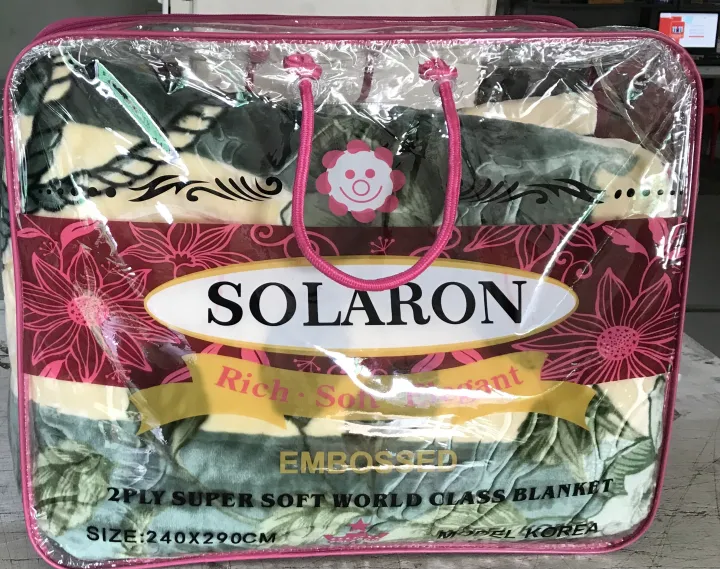 SOLARON
Rich · Soft · Elegant
EMBOSSED
2PLY SUPER SOFT WORLD CLASS BLANKET
SIZE:240X290CM
MODEL KOREA